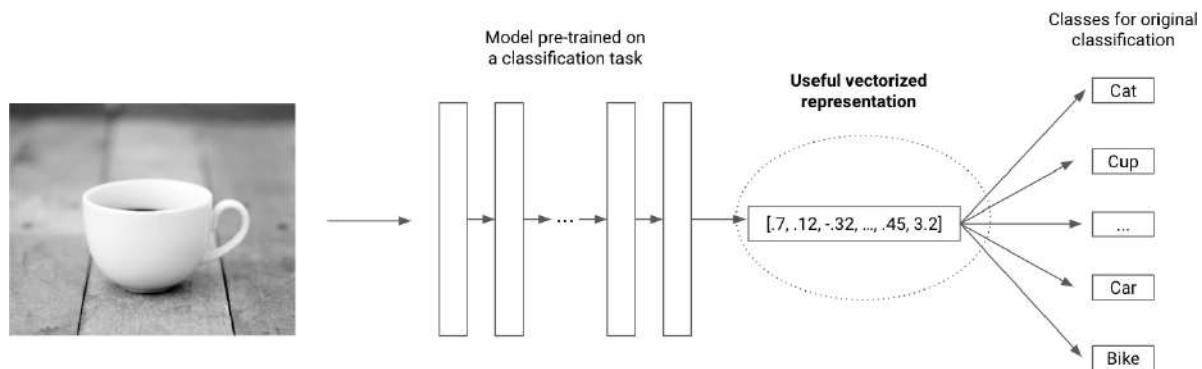 Model pre-trained on
a classification task
...
Useful vectorized
representation
[.7, .12, -.32, ..., .45, 3.2]
Classes for original
classification
Cat
Cup
...
Car
Bike